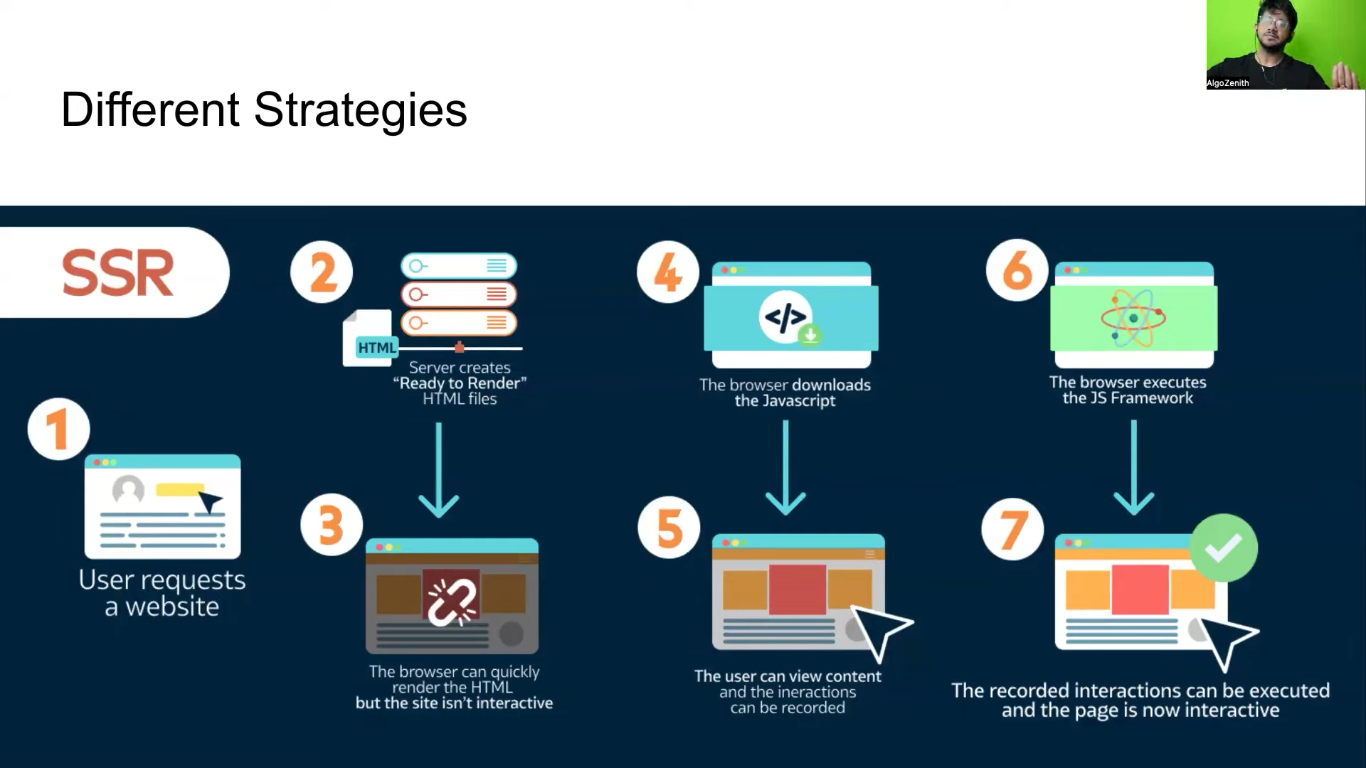 AlgoZenith
Different Strategies
SSR
1
User requests
a website
2
HTML
Server creates
“Ready to Render”
HTML files
3
The browser can quickly
render the HTML
but the site isn't interactive
4
</>
The browser downloads
the Javascript
5
The user can view content
and the ineractions
can be recorded
6
The browser executes
the JS Framework
7
The recorded interactions can be executed
and the page is now interactive